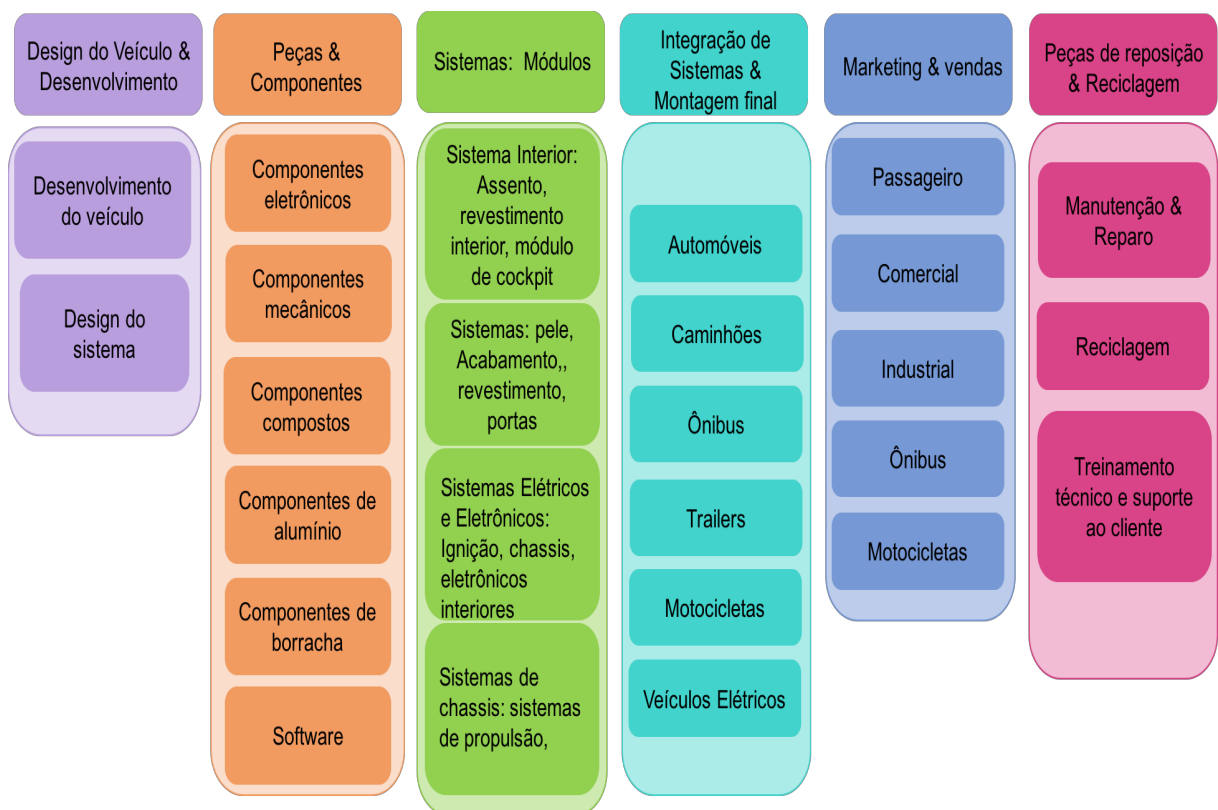 Design do Veículo &
Desenvolvimento
Desenvolvimento
do veículo
Design do
sistema
Peças &
Componentes
Componentes
eletrônicos
Componentes
mecânicos
Componentes
compostos
Componentes de
alumínio
Componentes de
borracha
Software
Sistemas: Módulos
Sistema Interior:
Assento,
revestimento
interior, módulo
de cockpit
Sistemas: pele,
Acabamento,,
revestimento,
portas
Sistemas Elétricos
e Eletrônicos:
Ignição, chassis,
eletrônicos
interiores
Sistemas de
chassis: sistemas
de propulsão,
Integração de
Sistemas &
Montagem final
Automóveis
Caminhões
Ônibus
Trailers
Motocicletas
Veículos Elétricos
Marketing & vendas
Passageiro
Comercial
Industrial
Ônibus
Motocicletas
Peças de reposição
& Reciclagem
Manutenção &
Reparo
Reciclagem
Treinamento
técnico e suporte
ao cliente